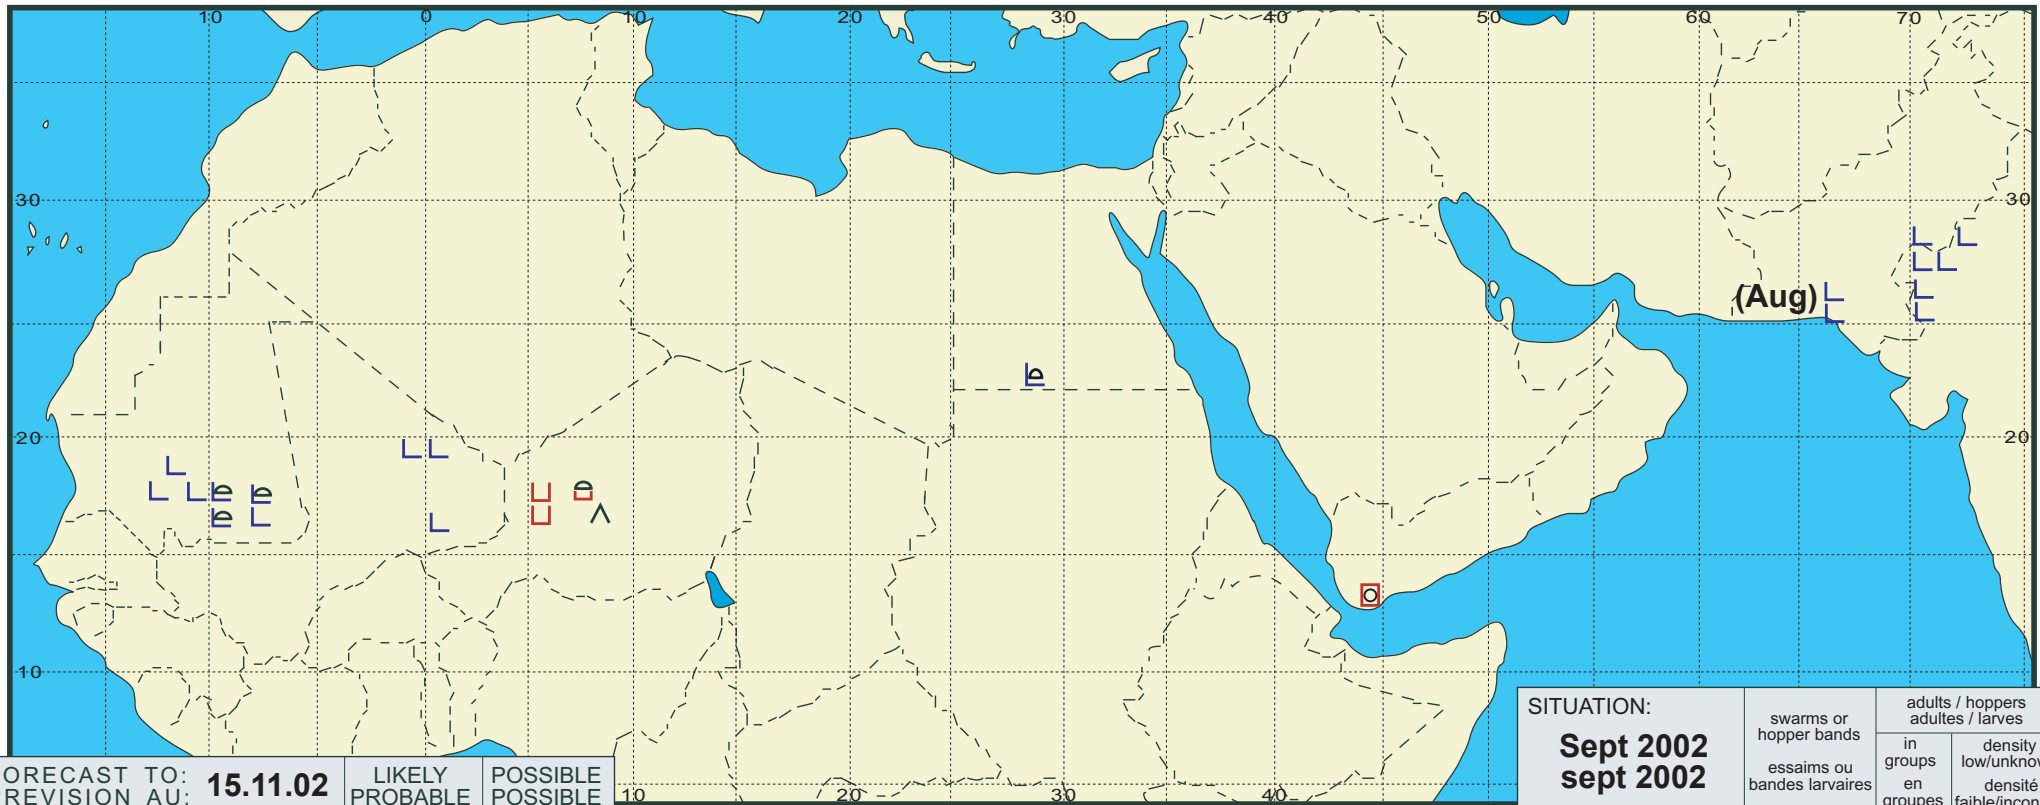 10 0 10 20 30 40 50 60 70
30 30
(Aug)
20 20
10
SITUATION:
Sept 2002
sept 2002
swarms or
hopper bands
essaims ou
bandes larvaires
adults / hoppers
adultes / larves
in
groups
en
groupes
density
low/unknow
densité
faible/incon
ORECAST TO:
REVISION AU:
15.11.02
LIKELY
PROBABLE
POSSIBLE
POSSIBLE
10 20 30 40